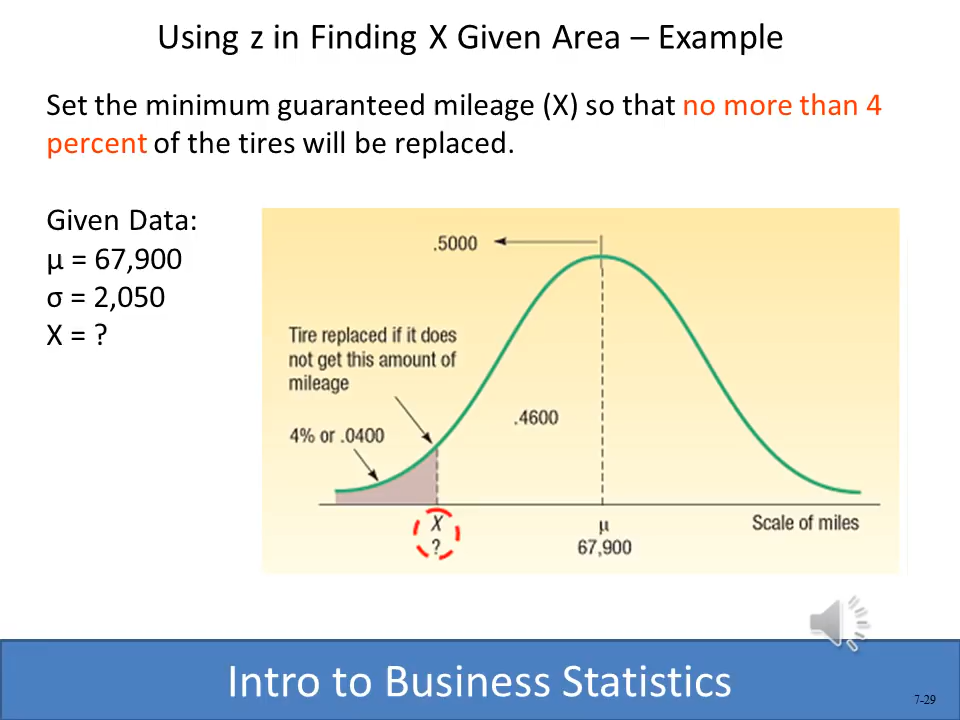 Using z in Finding X Given Area – Example
Set the minimum guaranteed mileage (X) so that no more than 4
percent of the tires will be replaced.
Given Data:
μ = 67,900
σ = 2,050
X = ?
.5000
Tire replaced if it does
not get this amount of
mileage
4% or .0400
.4600
X
?
μ
67,900
Scale of miles
Intro to Business Statistics
7-29